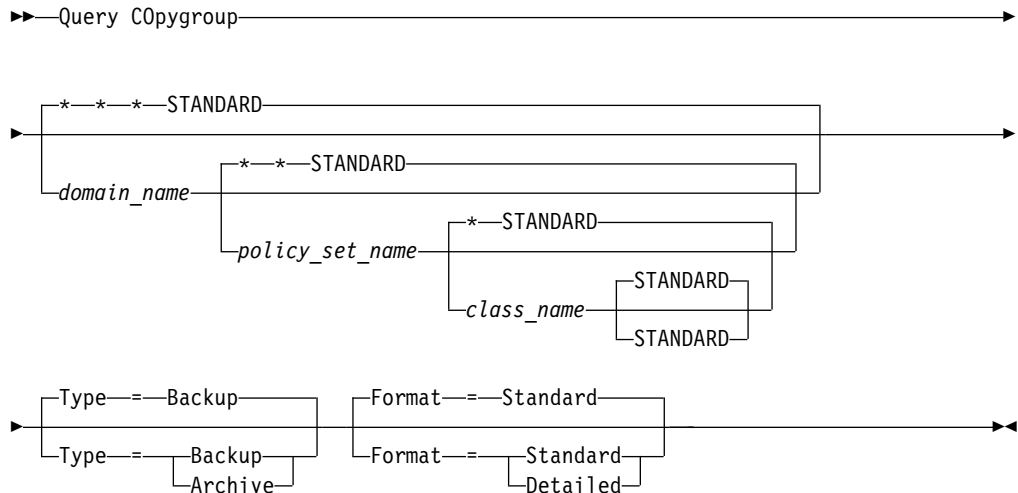 Query COpygroup
* * * STANDARD
domain_name
* * STANDARD
policy_set_name
* STANDARD
class_name
STANDARD
STANDARD
Type = Backup
Type = Backup
Archive
Format = Standard
Format = Standard
Detailed